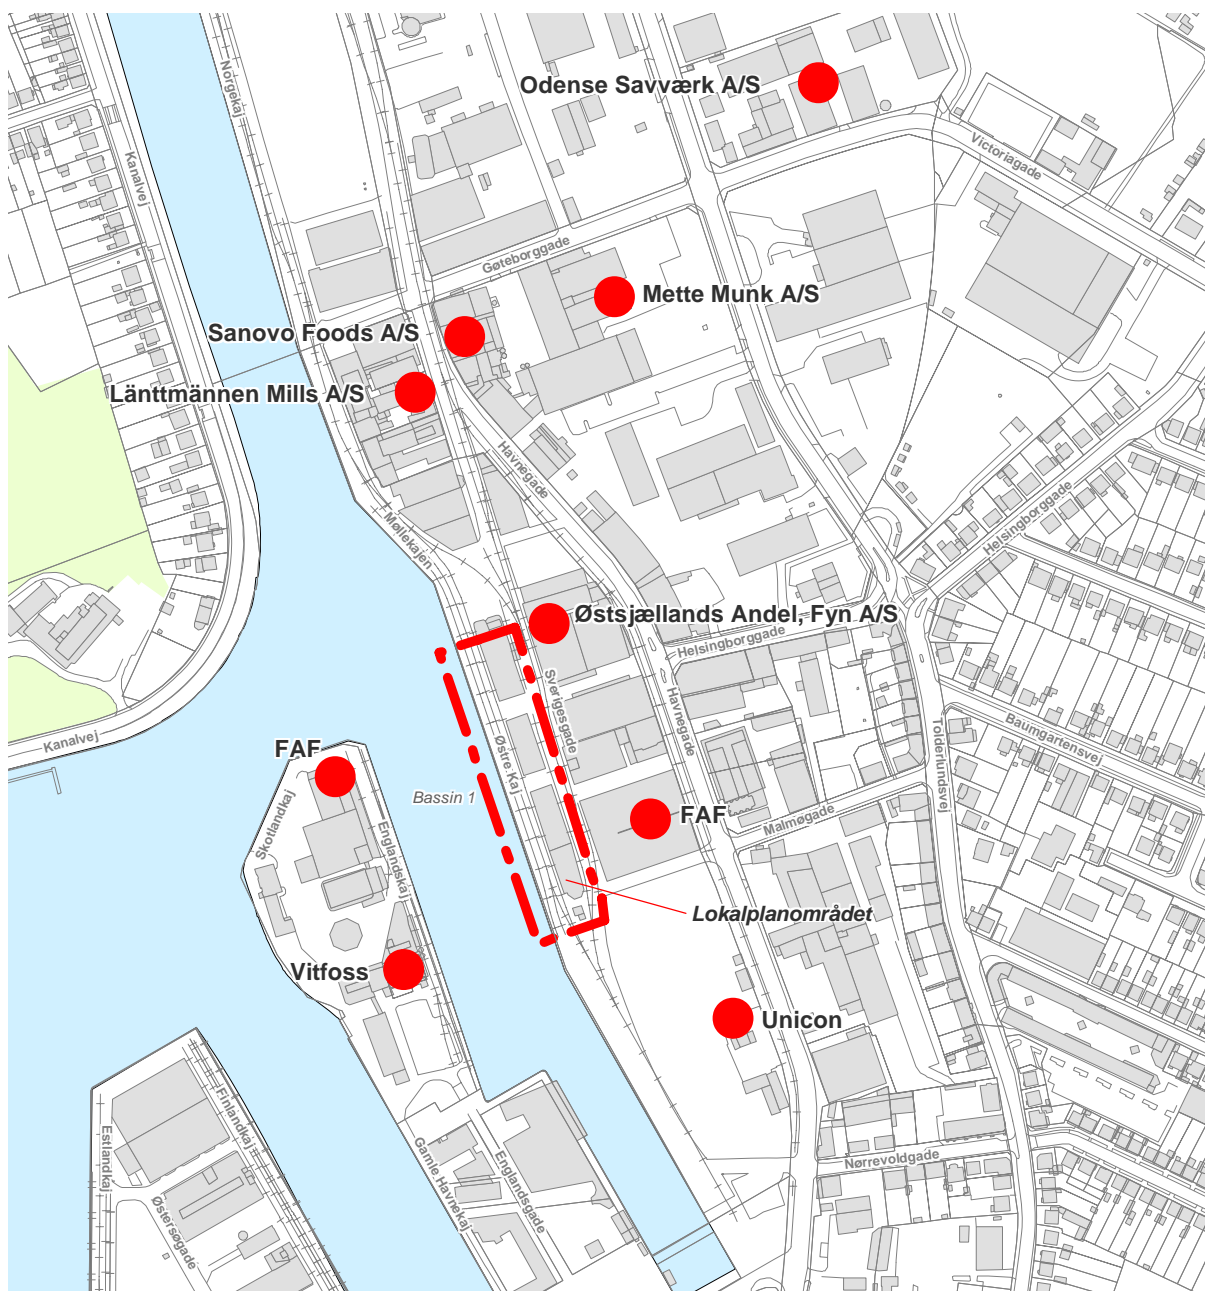 Norgekaj
Odense Savværk A/S
Victoriagade
Kanalvej
Gøteborggade
Mette Munk A/S
Sanovo Foods A/S
Länttmännen Mills A/S
Havnegade
Helsingborggade
Møllekajen
Østsjællands Andel, Fyn A/S
Helsingborggade
Sverigesgade
Havnegade
Baumgartensvej
Tolderlundsvej
Kanalvej
FAF
Østre Kaj
Bassin 1
Skotlandkaj
Englandskaj
FAF
Malmøgade
Lokalplanområdet
Vitfoss
Unicon
Finlandkaj
Estlandkaj
Gamle Havnekaj
Englandsgade
Nørrevoldgade
Østersøgade